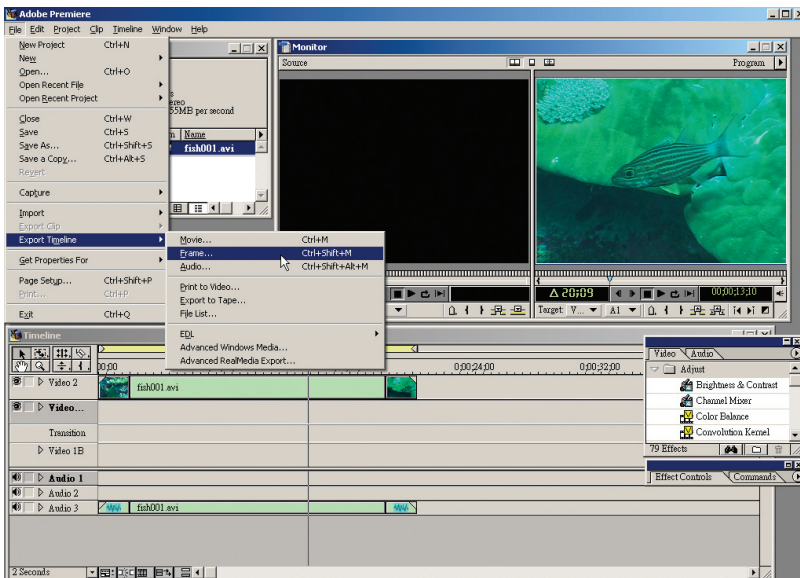 Adobe Premiere
File Edit Project Clip Timeline Window Help
New Project Ctrl+N
New
Open... Ctrl+O
Open Recent File
Open Recent Project
Close Ctrl+W
Save Ctrl+S
Save As... Ctrl+Shift+S
Save a Copy... Ctrl+Alt+S
Revert
Capture
Import
Export Clip
Export Timeline
Get Properties For
Page Setup... Ctrl+Shift+P
Print... Ctrl+P
Exit Ctrl+Q
Movie... Ctrl+M
Frame... Ctrl+Shift+M
Audio... Ctrl+Shift+Alt+M
Print to Video...
Export to Tape...
File List...
EDL
Advanced Windows Media...
Advanced RealMedia Export...
55MB per second
Name
fish001.avi
Monitor
Source
Program
Δ 20;09
00;00;13;10
Target V... A1
Timeline
00;00
0;00;24;00
0;00;32;00
Video 2
fish001.avi
Video...
Transition
Video 1B
Audio 1
Audio 2
Audio 3
fish001.avi
2 Seconds
Video Audio
Adjust
Brightness & Contrast
Channel Mixer
Color Balance
Convolution Kernel
79 Effects
Effect Controls Commands